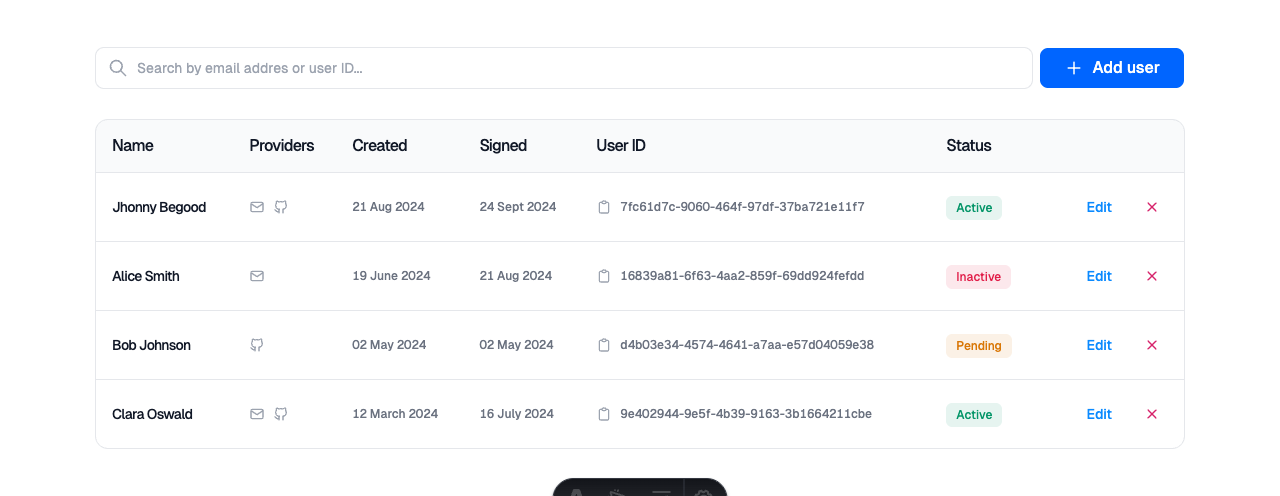 Search by email addres or user ID...
Add user
Name Providers Created Signed User ID Status
Jhonny Begood 21 Aug 2024 24 Sept 2024 7fc61d7c-9060-464f-97df-37ba721e11f7 Active Edit
Alice Smith 19 June 2024 21 Aug 2024 16839a81-6f63-4aa2-859f-69dd924fefdd Inactive Edit
Bob Johnson 02 May 2024 02 May 2024 d4b03e34-4574-4641-a7aa-e57d04059e38 Pending Edit
Clara Oswald 12 March 2024 16 July 2024 9e402944-9e5f-4b39-9163-3b1664211cbe Active Edit